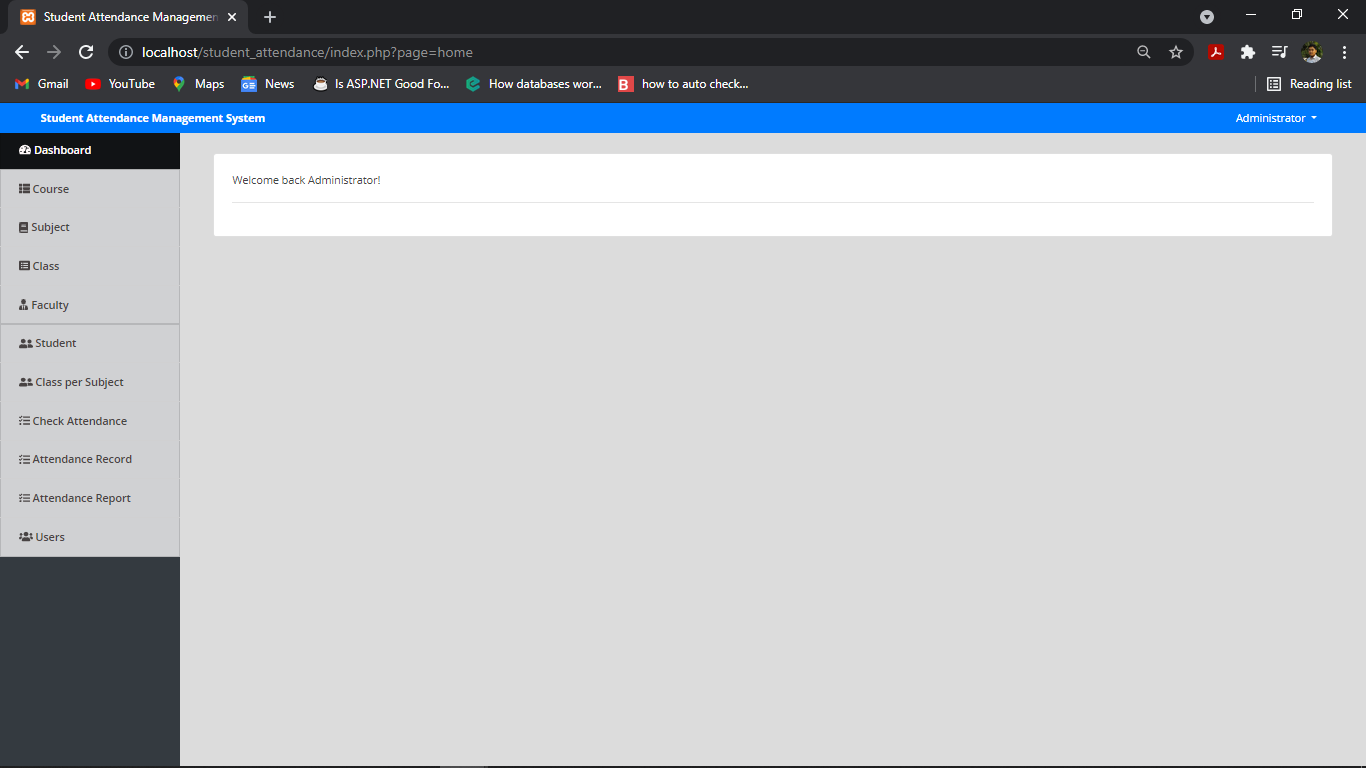 Student Attendance Managemen
localhost/student_attendance/index.php?page=home
Gmail YouTube Maps News Is ASP.NET Good Fo... How databases wor... how to auto check... Reading list
Student Attendance Management System Administrator
Dashboard
Welcome back Administrator!
Course
Subject
Class
Faculty
Student
Class per Subject
Check Attendance
Attendance Record
Attendance Report
Users